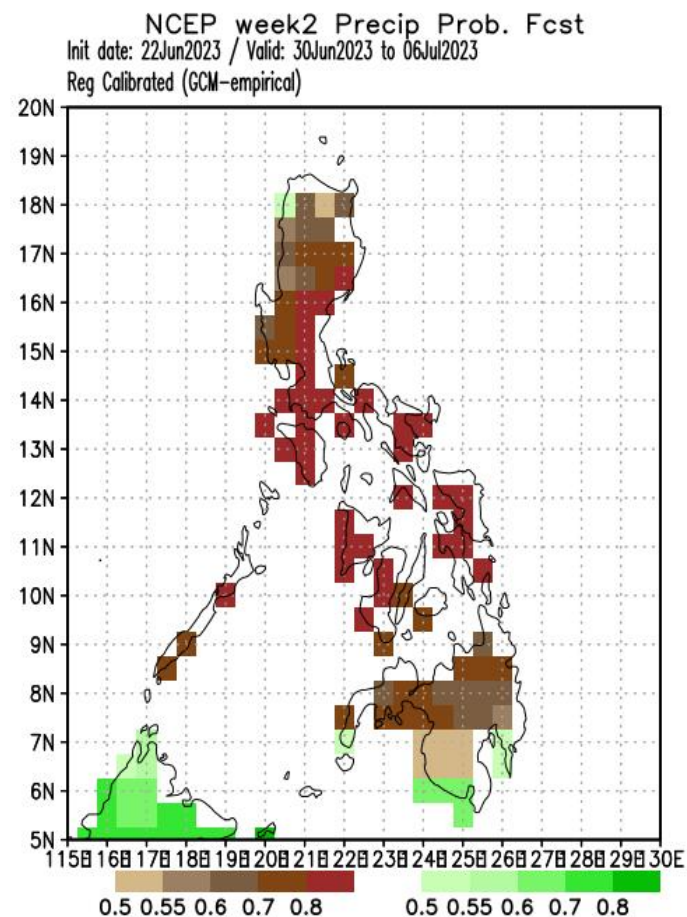 NCEP week2 Precip Prob. Fcst
Init date: 22Jun2023 / Valid: 30Jun2023 to 06Jul2023
Reg Calibrated (GCM-empirical)
20N
19N
18N
17N
16N
15N
14N
13N
12N
11N
10N
9N
8N
7N
6N
5N
115E 116E 117E 118E 119E 120E 121E 122E 123E 124E 125E 126E 127E 128E 129E 130E
0.5 0.55 0.6 0.7 0.8 0.5 0.55 0.6 0.7 0.8